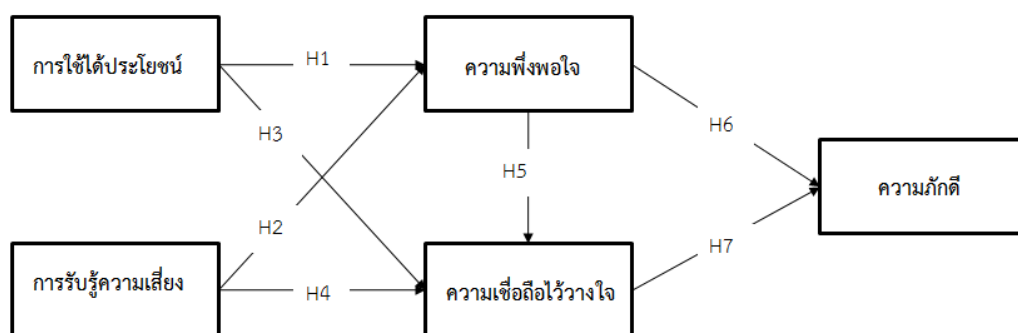 การใช้ได้ประโยชน์
H1
ความพึ่งพอใจ
H3
H6
H5
ความภักดี
H2
H7
การรับรู้ความเสี่ยง
H4
ความเชื่อถือไว้วางใจ